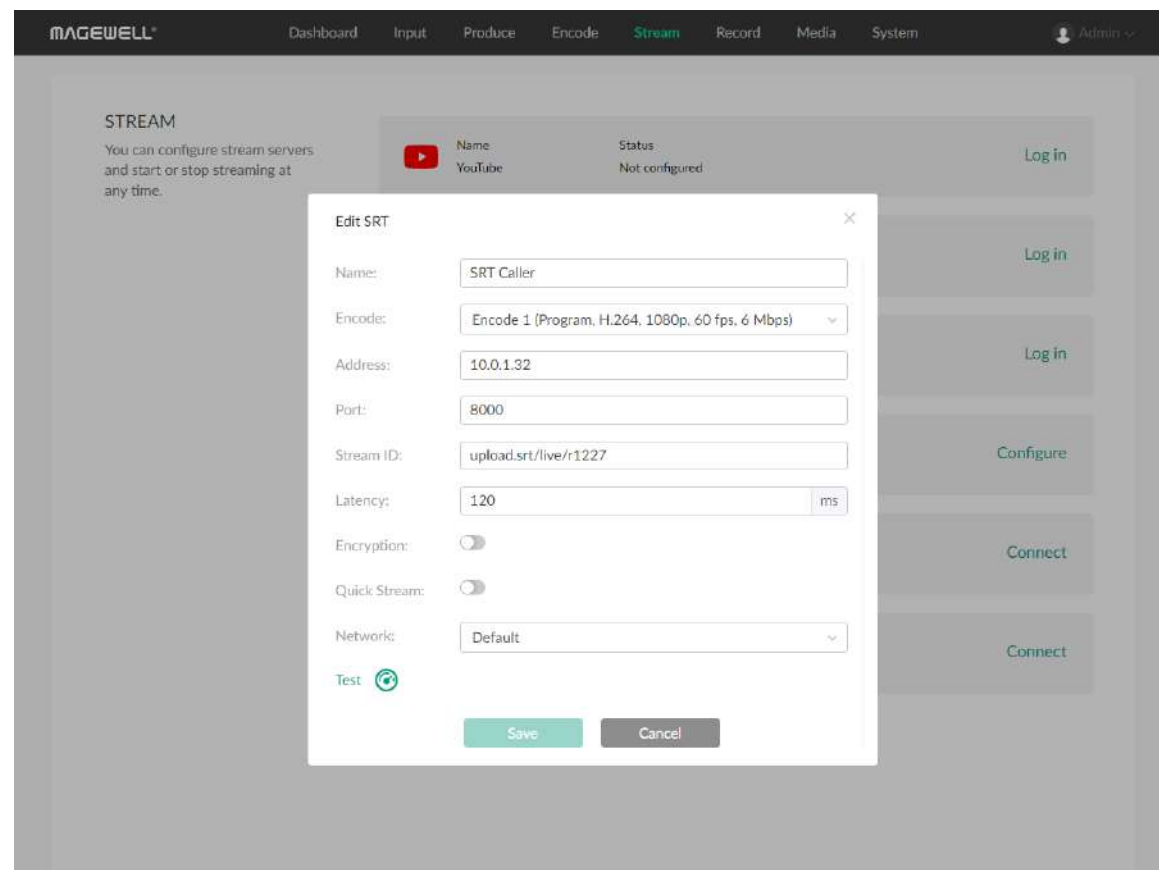 MAGEWELL
Dashboard Input Produce Encode Stream Record Media System Admin
STREAM
You can configure stream servers
and start or stop streaming at
any time.
Name Status
YouTube Not configured
Log in
Log in
Log in
Configure
Connect
Connect
Edit SRT
Name: SRT Caller
Encode: Encode 1 (Program, H.264, 1080p, 60 fps, 6 Mbps)
Address: 10.0.1.32
Port: 8000
Stream ID: upload.srt/live/r1227
Latency: 120 ms
Encryption:
Quick Stream:
Network: Default
Test
Save Cancel